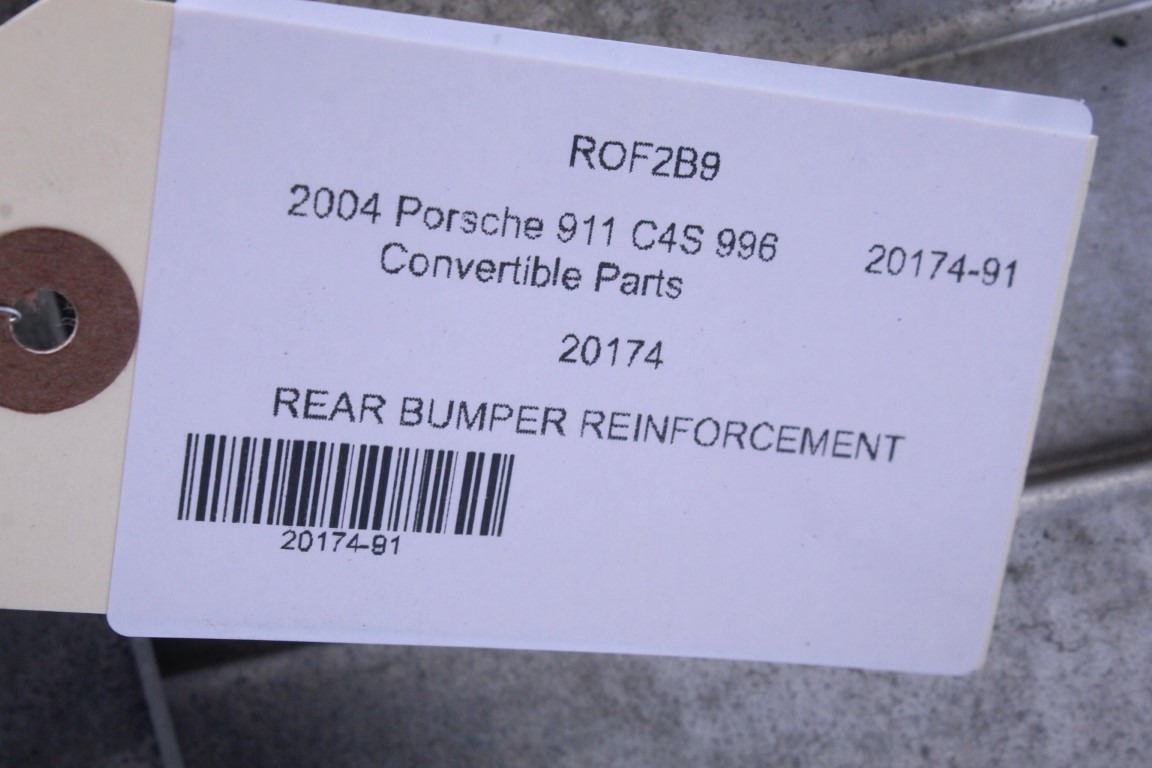 ROF2B9
2004 Porsche 911 C4S 996
Convertible Parts
20174-91
20174
REAR BUMPER REINFORCEMENT
20174-91